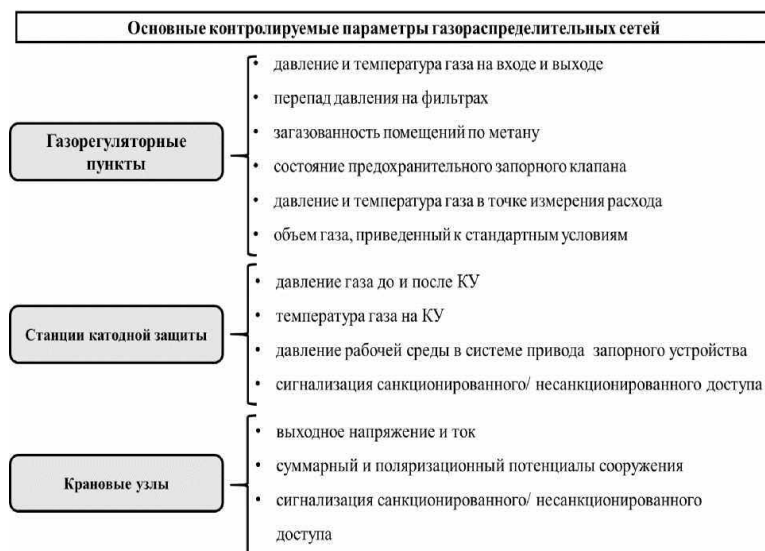 Основные контролируемые параметры газораспределительных сетей
Газорегуляторные
пункты
• давление и температура газа на входе и выходе
• перепад давления на фильтрах
• загазованность помещений по метану
• состояние предохранительного запорного клапана
• давление и температура газа в точке измерения расхода
• объем газа, приведенный к стандартным условиям
Станции катодной защиты
• давление газа до и после КУ
• температура газа на КУ
• давление рабочей среды в системе привода запорного устройства
• сигнализация санкционированного/ несанкционированного доступа
Крановые узлы
• выходное напряжение и ток
• суммарный и поляризационный потенциалы сооружения
• сигнализация санкционированного/ несанкционированного
доступа